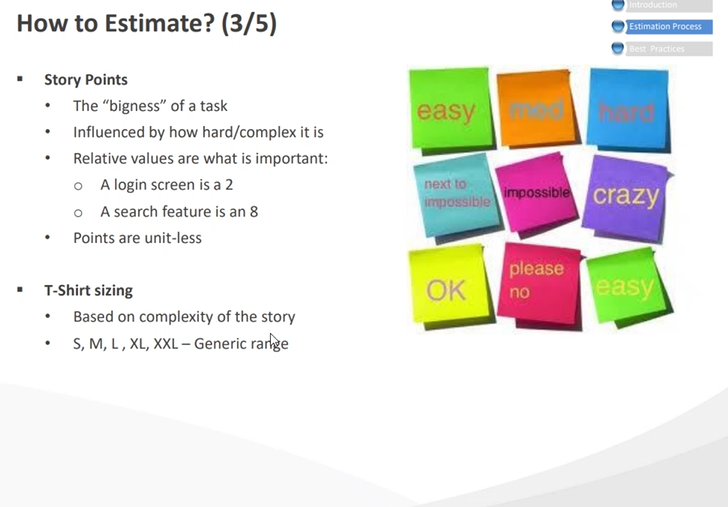 How to Estimate? (3/5)
Introduction
Estimation Process
Best Practices
Story Points
The “bigness” of a task
Influenced by how hard/complex it is
Relative values are what is important:
A login screen is a 2
A search feature is an 8
Points are unit-less
T-Shirt sizing
Based on complexity of the story
S, M, L , XL, XXL – Generic range
easy
med
hard
next to
impossible
impossible
crazy
OK
please
no
easy